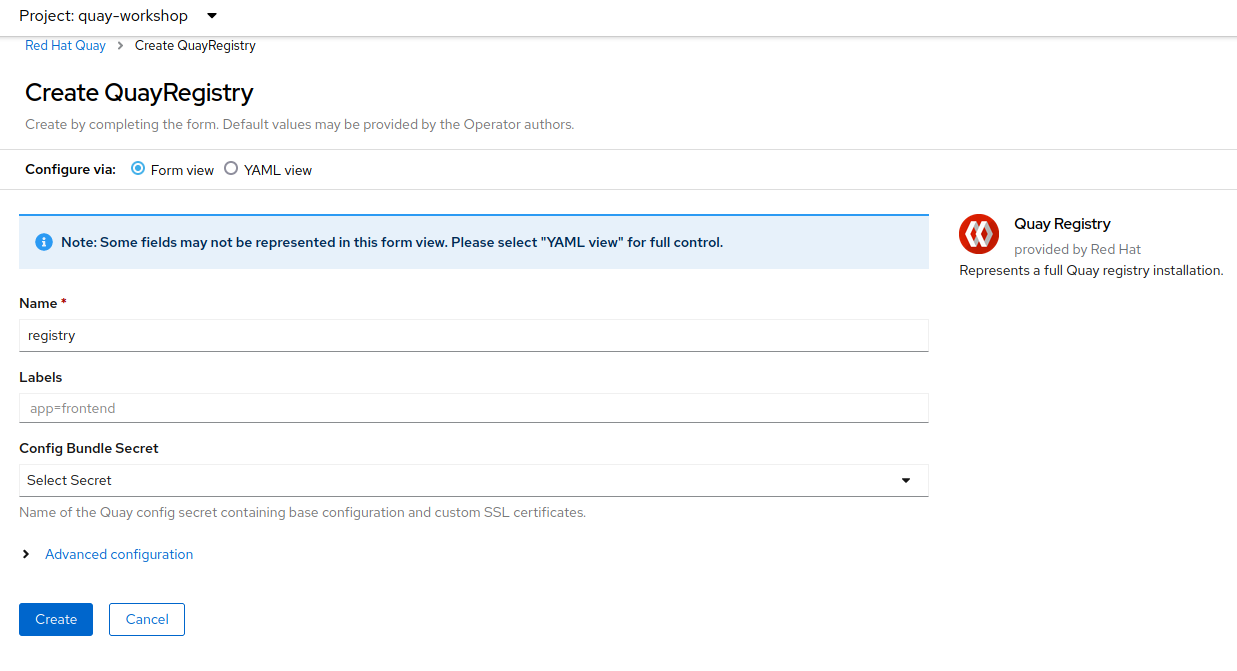 Project: quay-workshop
Red Hat Quay > Create QuayRegistry
Create QuayRegistry
Create by completing the form. Default values may be provided by the Operator authors.
Configure via: Form view YAML view
Note: Some fields may not be represented in this form view. Please select "YAML view" for full control.
Quay Registry
provided by Red Hat
Represents a full Quay registry installation.
Name *
registry
Labels
app=frontend
Config Bundle Secret
Select Secret
Name of the Quay config secret containing base configuration and custom SSL certificates.
Advanced configuration
Create Cancel